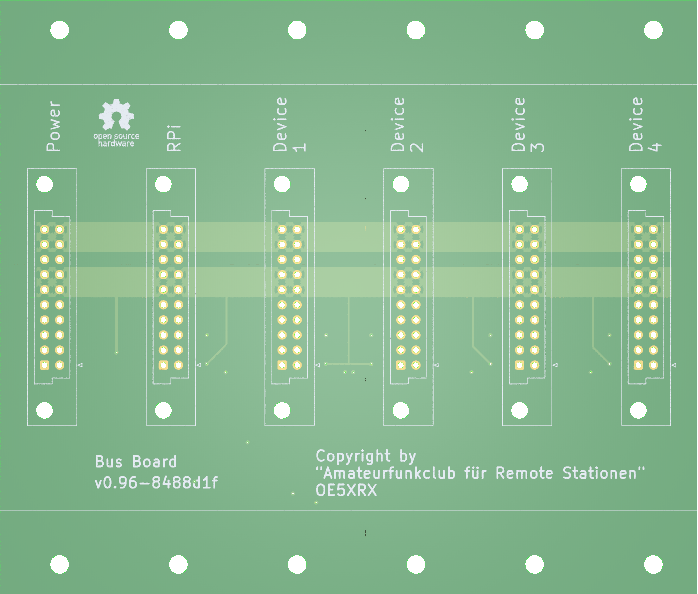 Power
open source
hardware
RPi
Device
1
Device
2
Device
3
Device
4
Bus Board
v0.96-8488d1f
Copyright by
"Amateurfunkclub für Remote Stationen"
OE5XRX